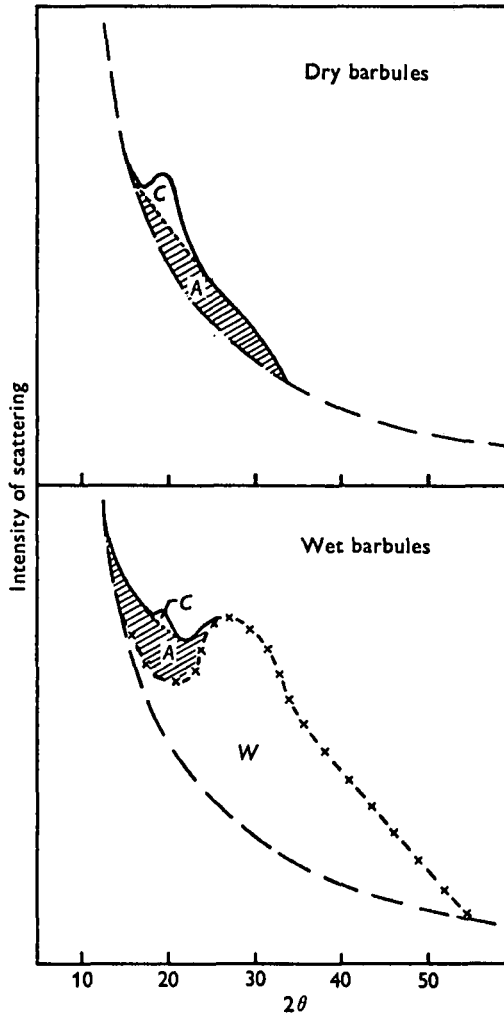 Dry barbules
C
A
Intensity of scattering
Wet barbules
C
A
W
10 20 30 40 50
2θ